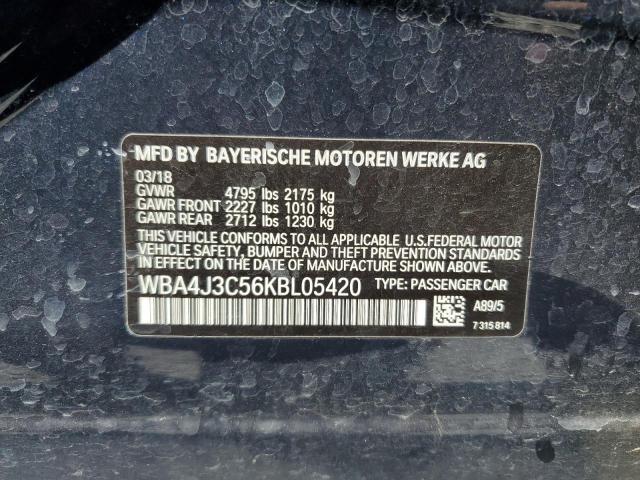 MFD BY BAYERISCHE MOTOREN WERKE AG
03/18
GVWR 4795 lbs 2175 kg
GAWR FRONT 2227 lbs 1010 kg
GAWR REAR 2712 lbs 1230 kg
THIS VEHICLE CONFORMS TO ALL APPLICABLE U.S.FEDERAL MOTOR
VEHICLE SAFETY, BUMPER AND THEFT PREVENTION STANDARDS
IN EFFECT ON THE DATE OF MANUFACTURE SHOWN ABOVE.
WBA4J3C56KBL05420 TYPE: PASSENGER CAR
A89/5
7 315 814